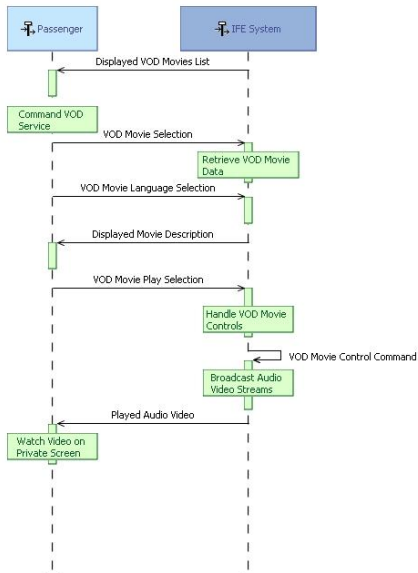 Passenger
IFE System
Displayed VOD Movies List
Command VOD
Service
VOD Movie Selection
Retrieve VOD Movie
Data
VOD Movie Language Selection
Displayed Movie Description
VOD Movie Play Selection
Handle VOD Movie
Controls
VOD Movie Control Command
Broadcast Audio
Video Streams
Played Audio Video
Watch Video on
Private Screen